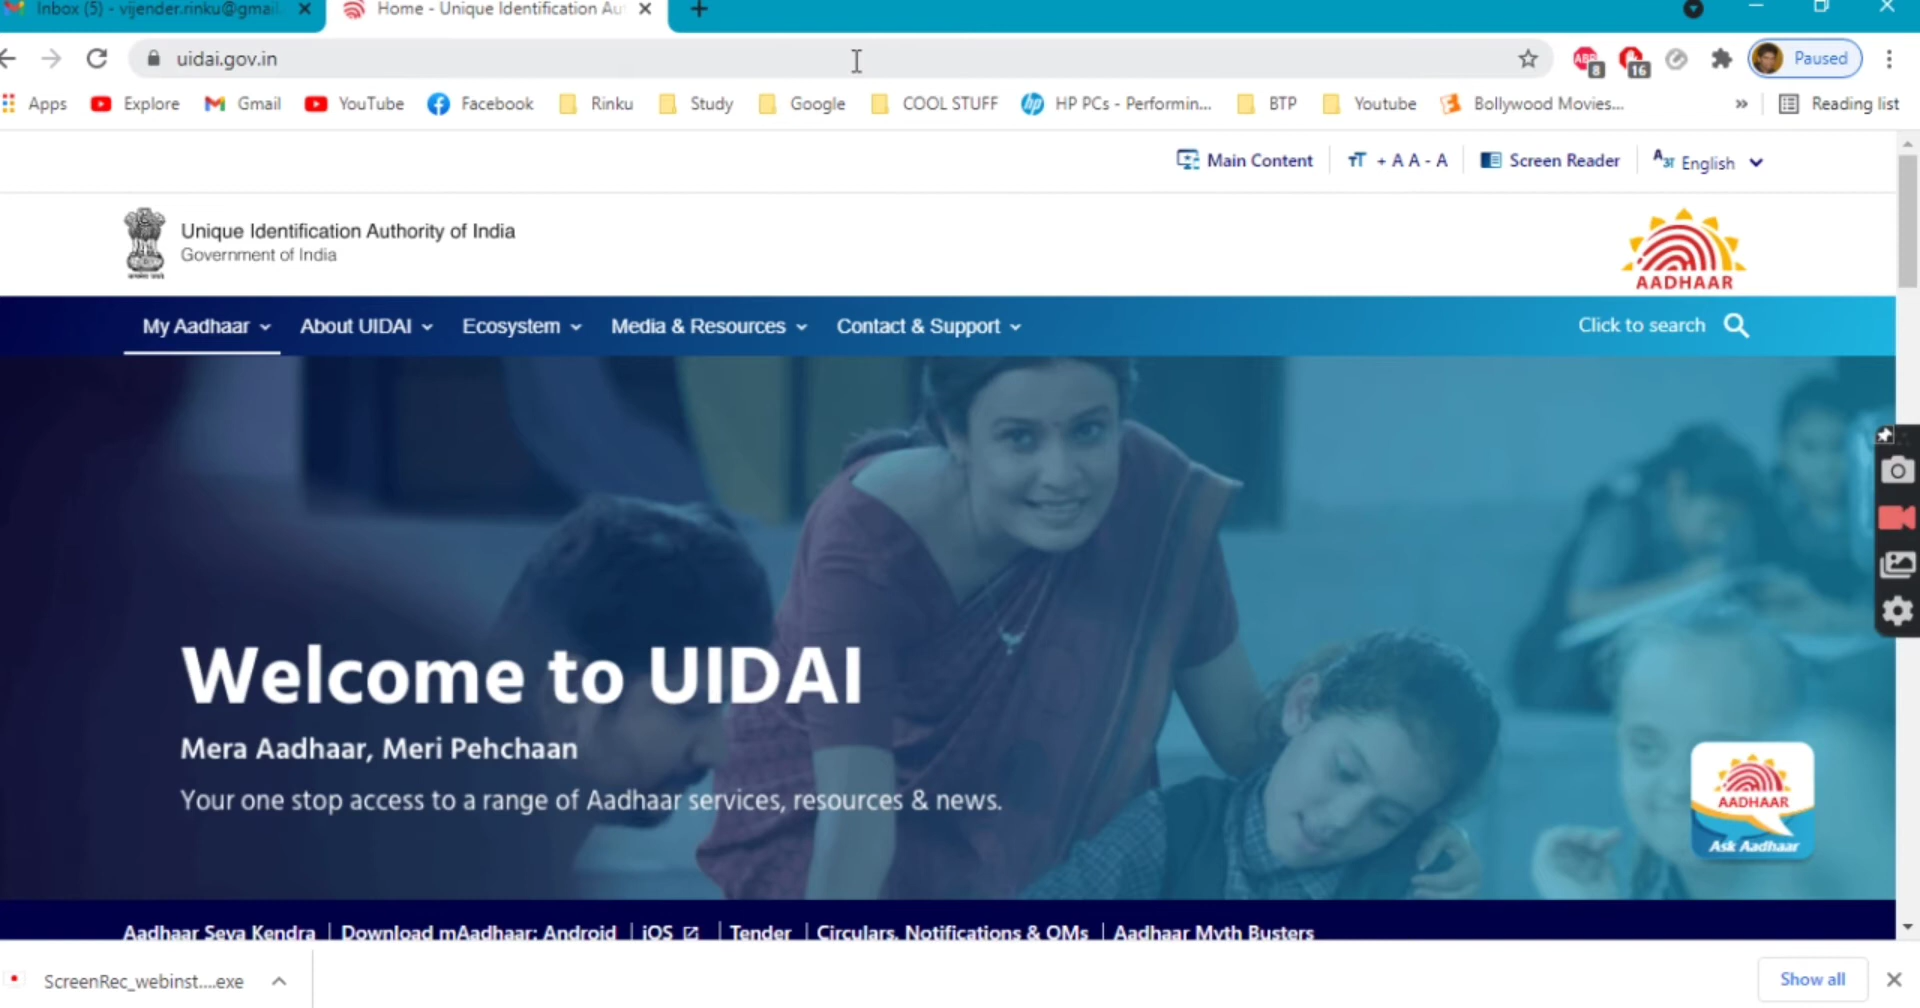 Inbox (5) - vijender.rinku@gmail.
Home - Unique Identification Aut
uidai.gov.in
8
16
Paused
Apps Explore Gmail YouTube Facebook Rinku Study Google COOL STUFF HP PCs - Performin... BTP Youtube Bollywood Movies... » Reading list
Main Content
тT + A A - A
Screen Reader
English
Unique Identification Authority of India
Government of India
AADHAAR
My Aadhaar About UIDAI Ecosystem Media & Resources Contact & Support
Click to search
Welcome to UIDAI
Mera Aadhaar, Meri Pehchaan
Your one stop access to a range of Aadhaar services, resources & news.
AADHAAR
Ask Aadhaar
Aadhaar Seva Kendra | Download mAadhaar: Android | iOS | Tender | Circulars, Notifications & OMs | Aadhaar Myth Busters
ScreenRec_webinst....exe
Show all